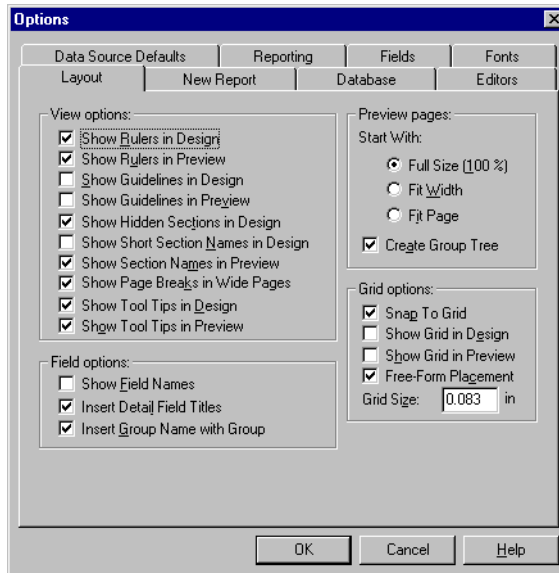 Options
Data Source Defaults
Reporting
Fields
Fonts
Layout
New Report
Database
Editors
View options:
Show Rulers in Design
Show Rulers in Preview
Show Guidelines in Design
Show Guidelines in Preview
Show Hidden Sections in Design
Show Short Section Names in Design
Show Section Names in Preview
Show Page Breaks in Wide Pages
Show Tool Tips in Design
Show Tool Tips in Preview
Field options:
Show Field Names
Insert Detail Field Titles
Insert Group Name with Group
Preview pages:
Start With:
Full Size (100 %)
Fit Width
Fit Page
Create Group Tree
Grid options:
Snap To Grid
Show Grid in Design
Show Grid in Preview
Free-Form Placement
Grid Size: 0.083 in
OK
Cancel
Help